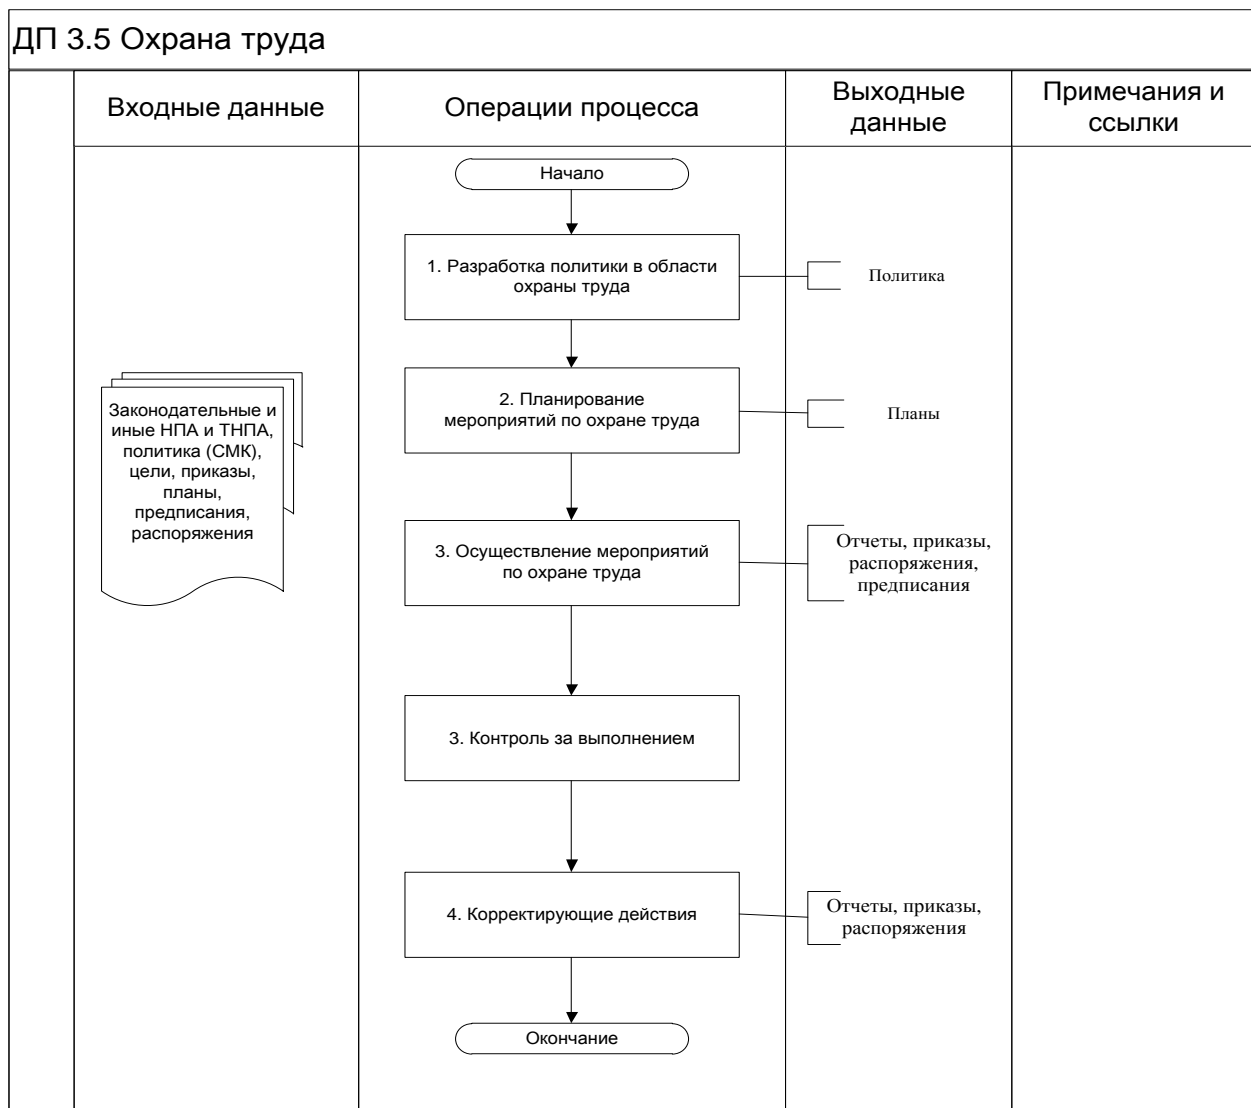 ДП 3.5 Охрана труда
Входные данные
Операции процесса
Выходные
данные
Примечания и
ссылки
Начало
1. Разработка политики в области
охраны труда
Политика
2. Планирование
мероприятий по охране труда
Планы
Законодательные и
иные НПА и ТНПА,
политика (СМК),
цели, приказы,
планы,
предписания,
распоряжения
3. Осуществление мероприятий
по охране труда
Отчеты, приказы,
распоряжения,
предписания
3. Контроль за выполнением
4. Корректирующие действия
Отчеты, приказы,
распоряжения
Окончание